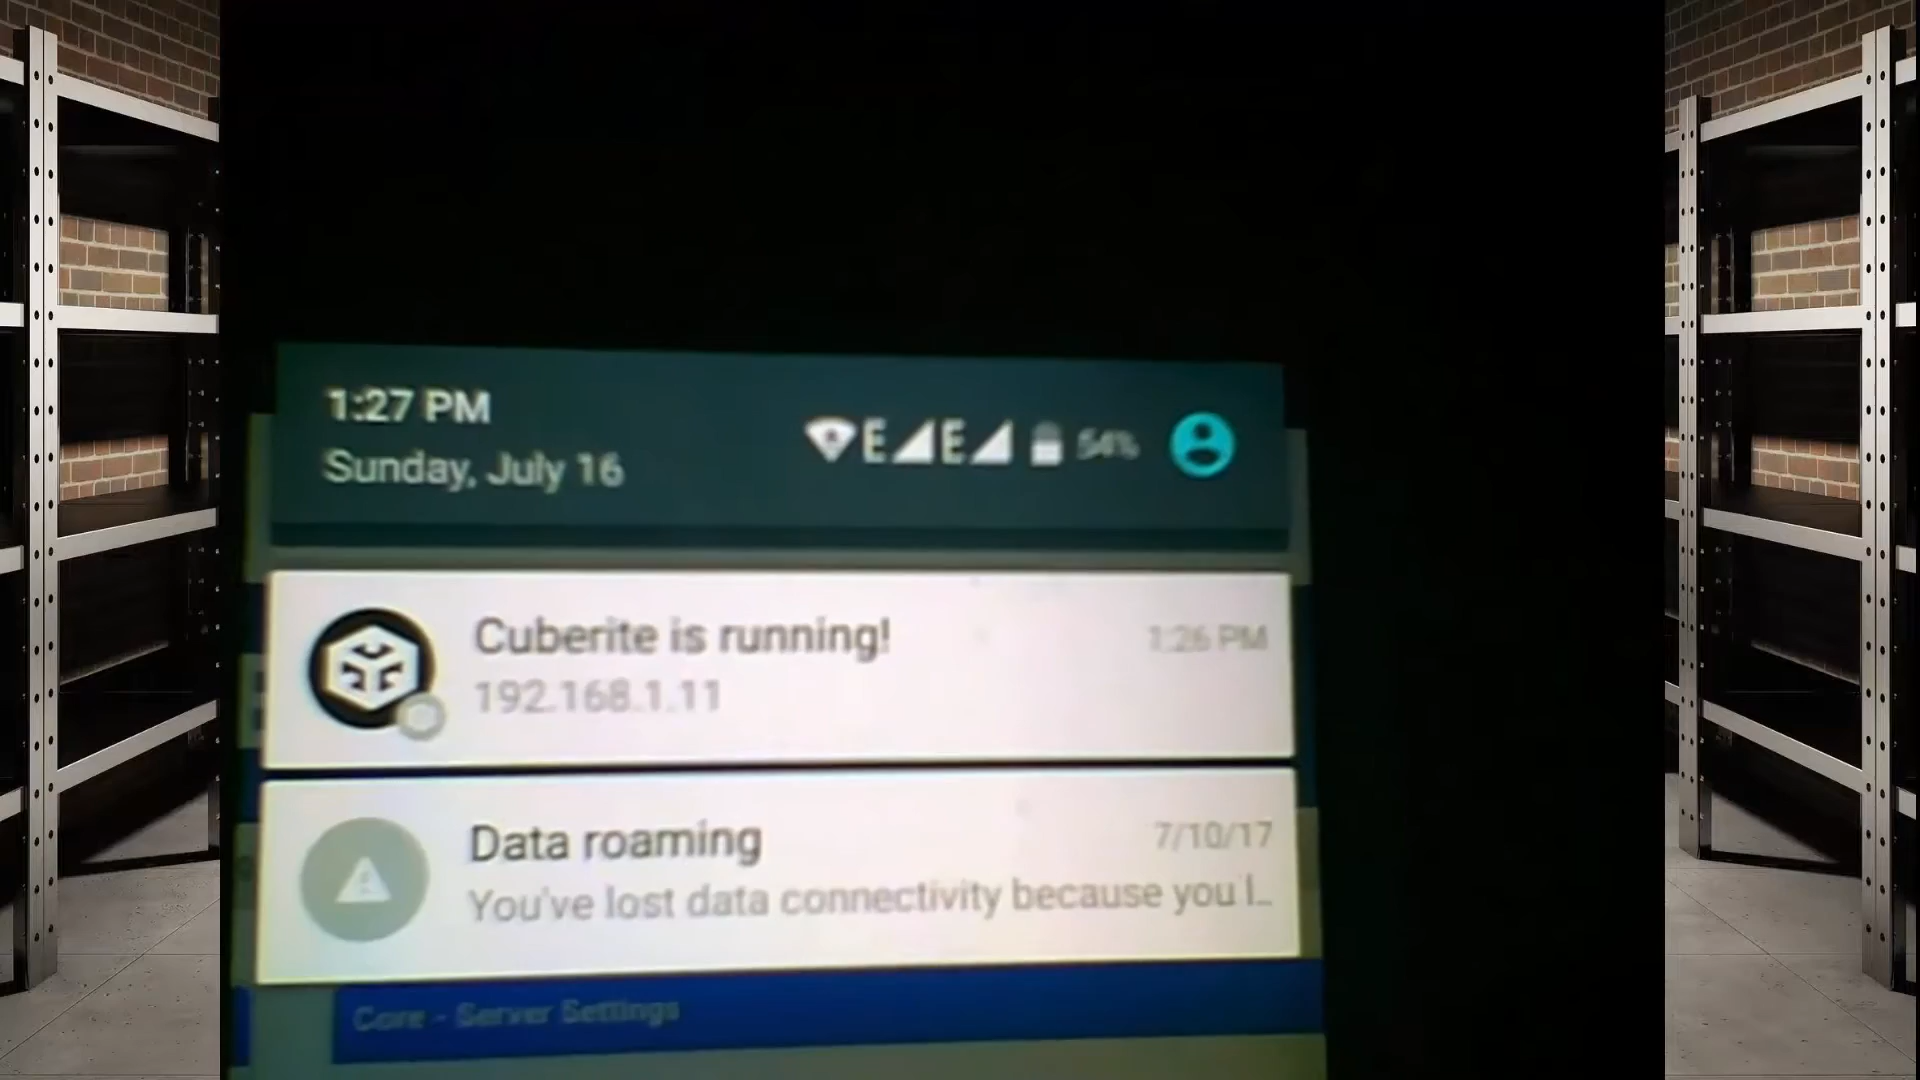 1:27 PM
E E 54%
Sunday, July 16
Cuberite is running!
1:26 PM
192.168.1.11
Data roaming
7/10/17
You've lost data connectivity because you l..
Core - Server Settings